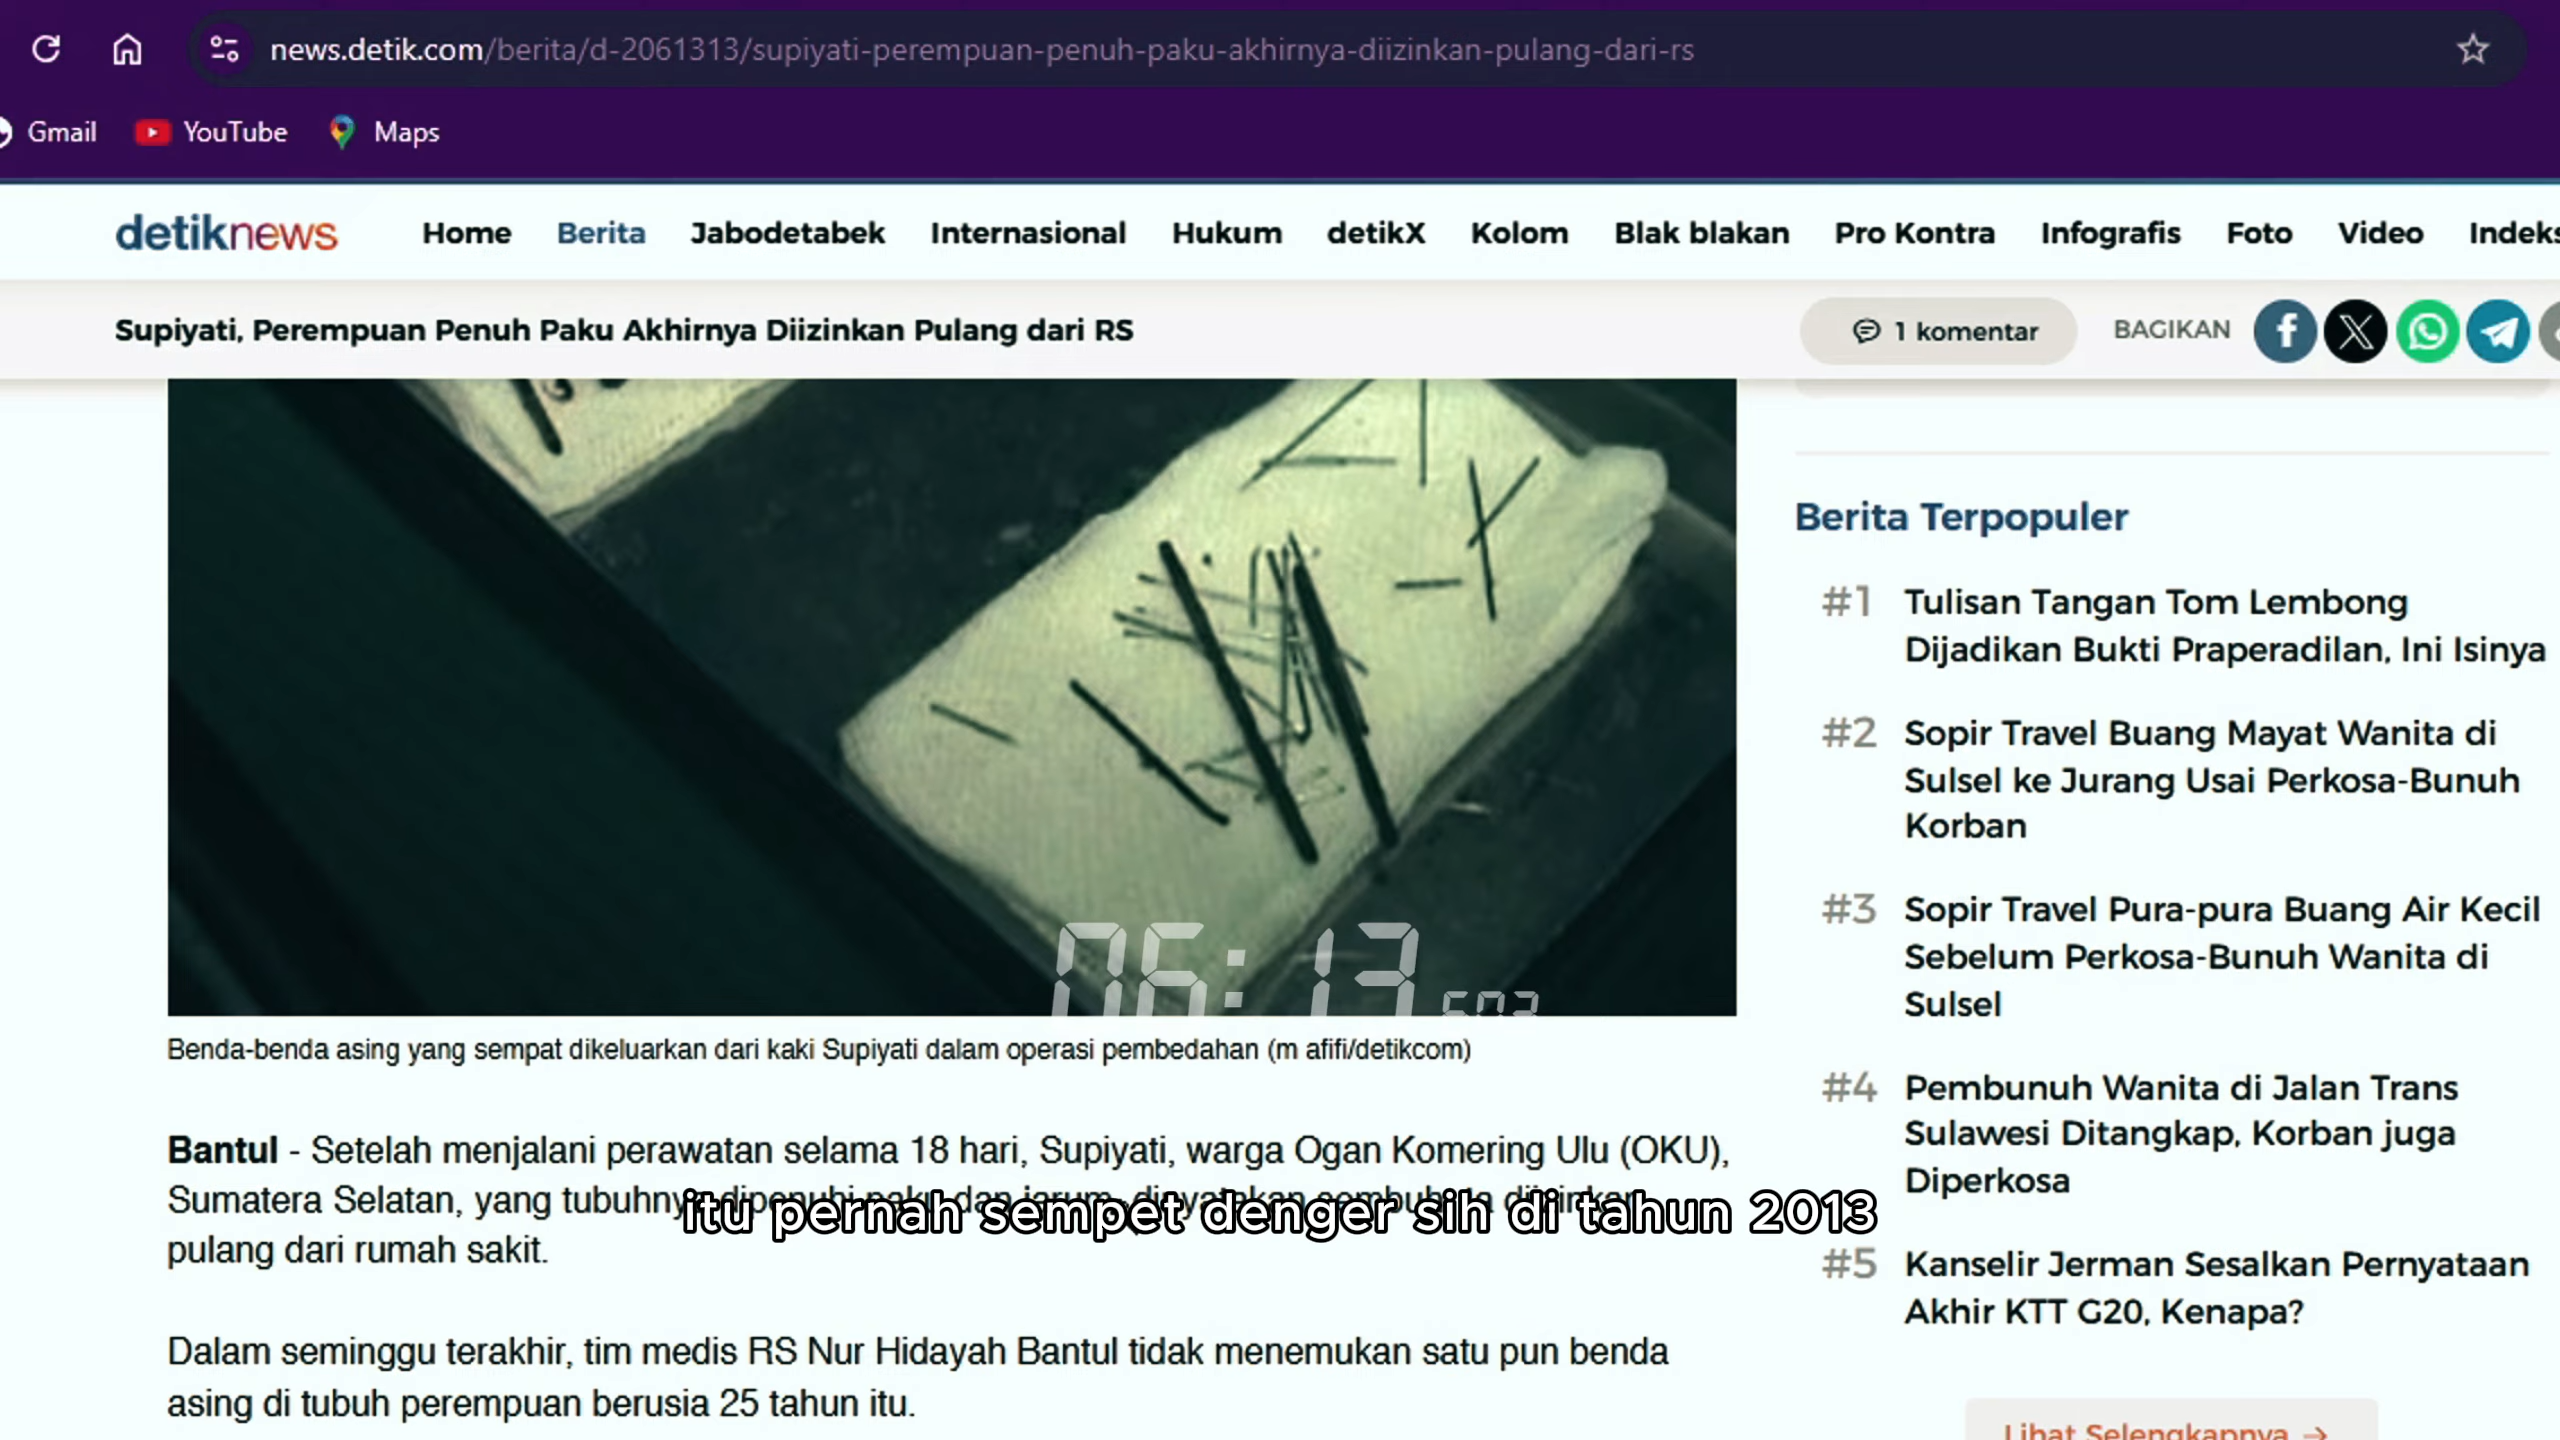 news.detik.com/berita/d-2061313/supiyati-perempuan-penuh-paku-akhirnya-diizinkan-pulang-dari-rs
Gmail YouTube Maps
detiknews Home Berita Jabodetabek Internasional Hukum detikX Kolom Blak blakan Pro Kontra Infografis Foto Video Indeks
Supiyati, Perempuan Penuh Paku Akhirnya Diizinkan Pulang dari RS
1 komentar BAGIKAN
06:13
Benda-benda asing yang sempat dikeluarkan dari kaki Supiyati dalam operasi pembedahan (m afifi/detikcom)
Bantul - Setelah menjalani perawatan selama 18 hari, Supiyati, warga Ogan Komering Ulu (OKU),
Sumatera Selatan, yang tubuhnya dipenuhi paku dan jarum, dinyatakan sembuh
pulang dari rumah sakit.
itu pernah sempet denger sih di tahun 2013
Dalam seminggu terakhir, tim medis RS Nur Hidayah Bantul tidak menemukan satu pun benda
asing di tubuh perempuan berusia 25 tahun itu.
Berita Terpopuler
#1 Tulisan Tangan Tom Lembong
Dijadikan Bukti Praperadilan, Ini Isinya
#2 Sopir Travel Buang Mayat Wanita di
Sulsel ke Jurang Usai Perkosa-Bunuh
Korban
#3 Sopir Travel Pura-pura Buang Air Kecil
Sebelum Perkosa-Bunuh Wanita di
Sulsel
#4 Pembunuh Wanita di Jalan Trans
Sulawesi Ditangkap, Korban juga
Diperkosa
#5 Kanselir Jerman Sesalkan Pernyataan
Akhir KTT G20, Kenapa?
Lihat Selengkapnya →